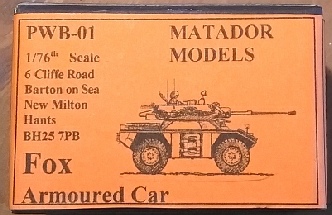 PWB-01
MATADOR
MODELS
1/76ths Scale
6 Cliffe Road
Barton on Sea
New Milton
Hants
BH25 7PB
Fox
Armoured Car